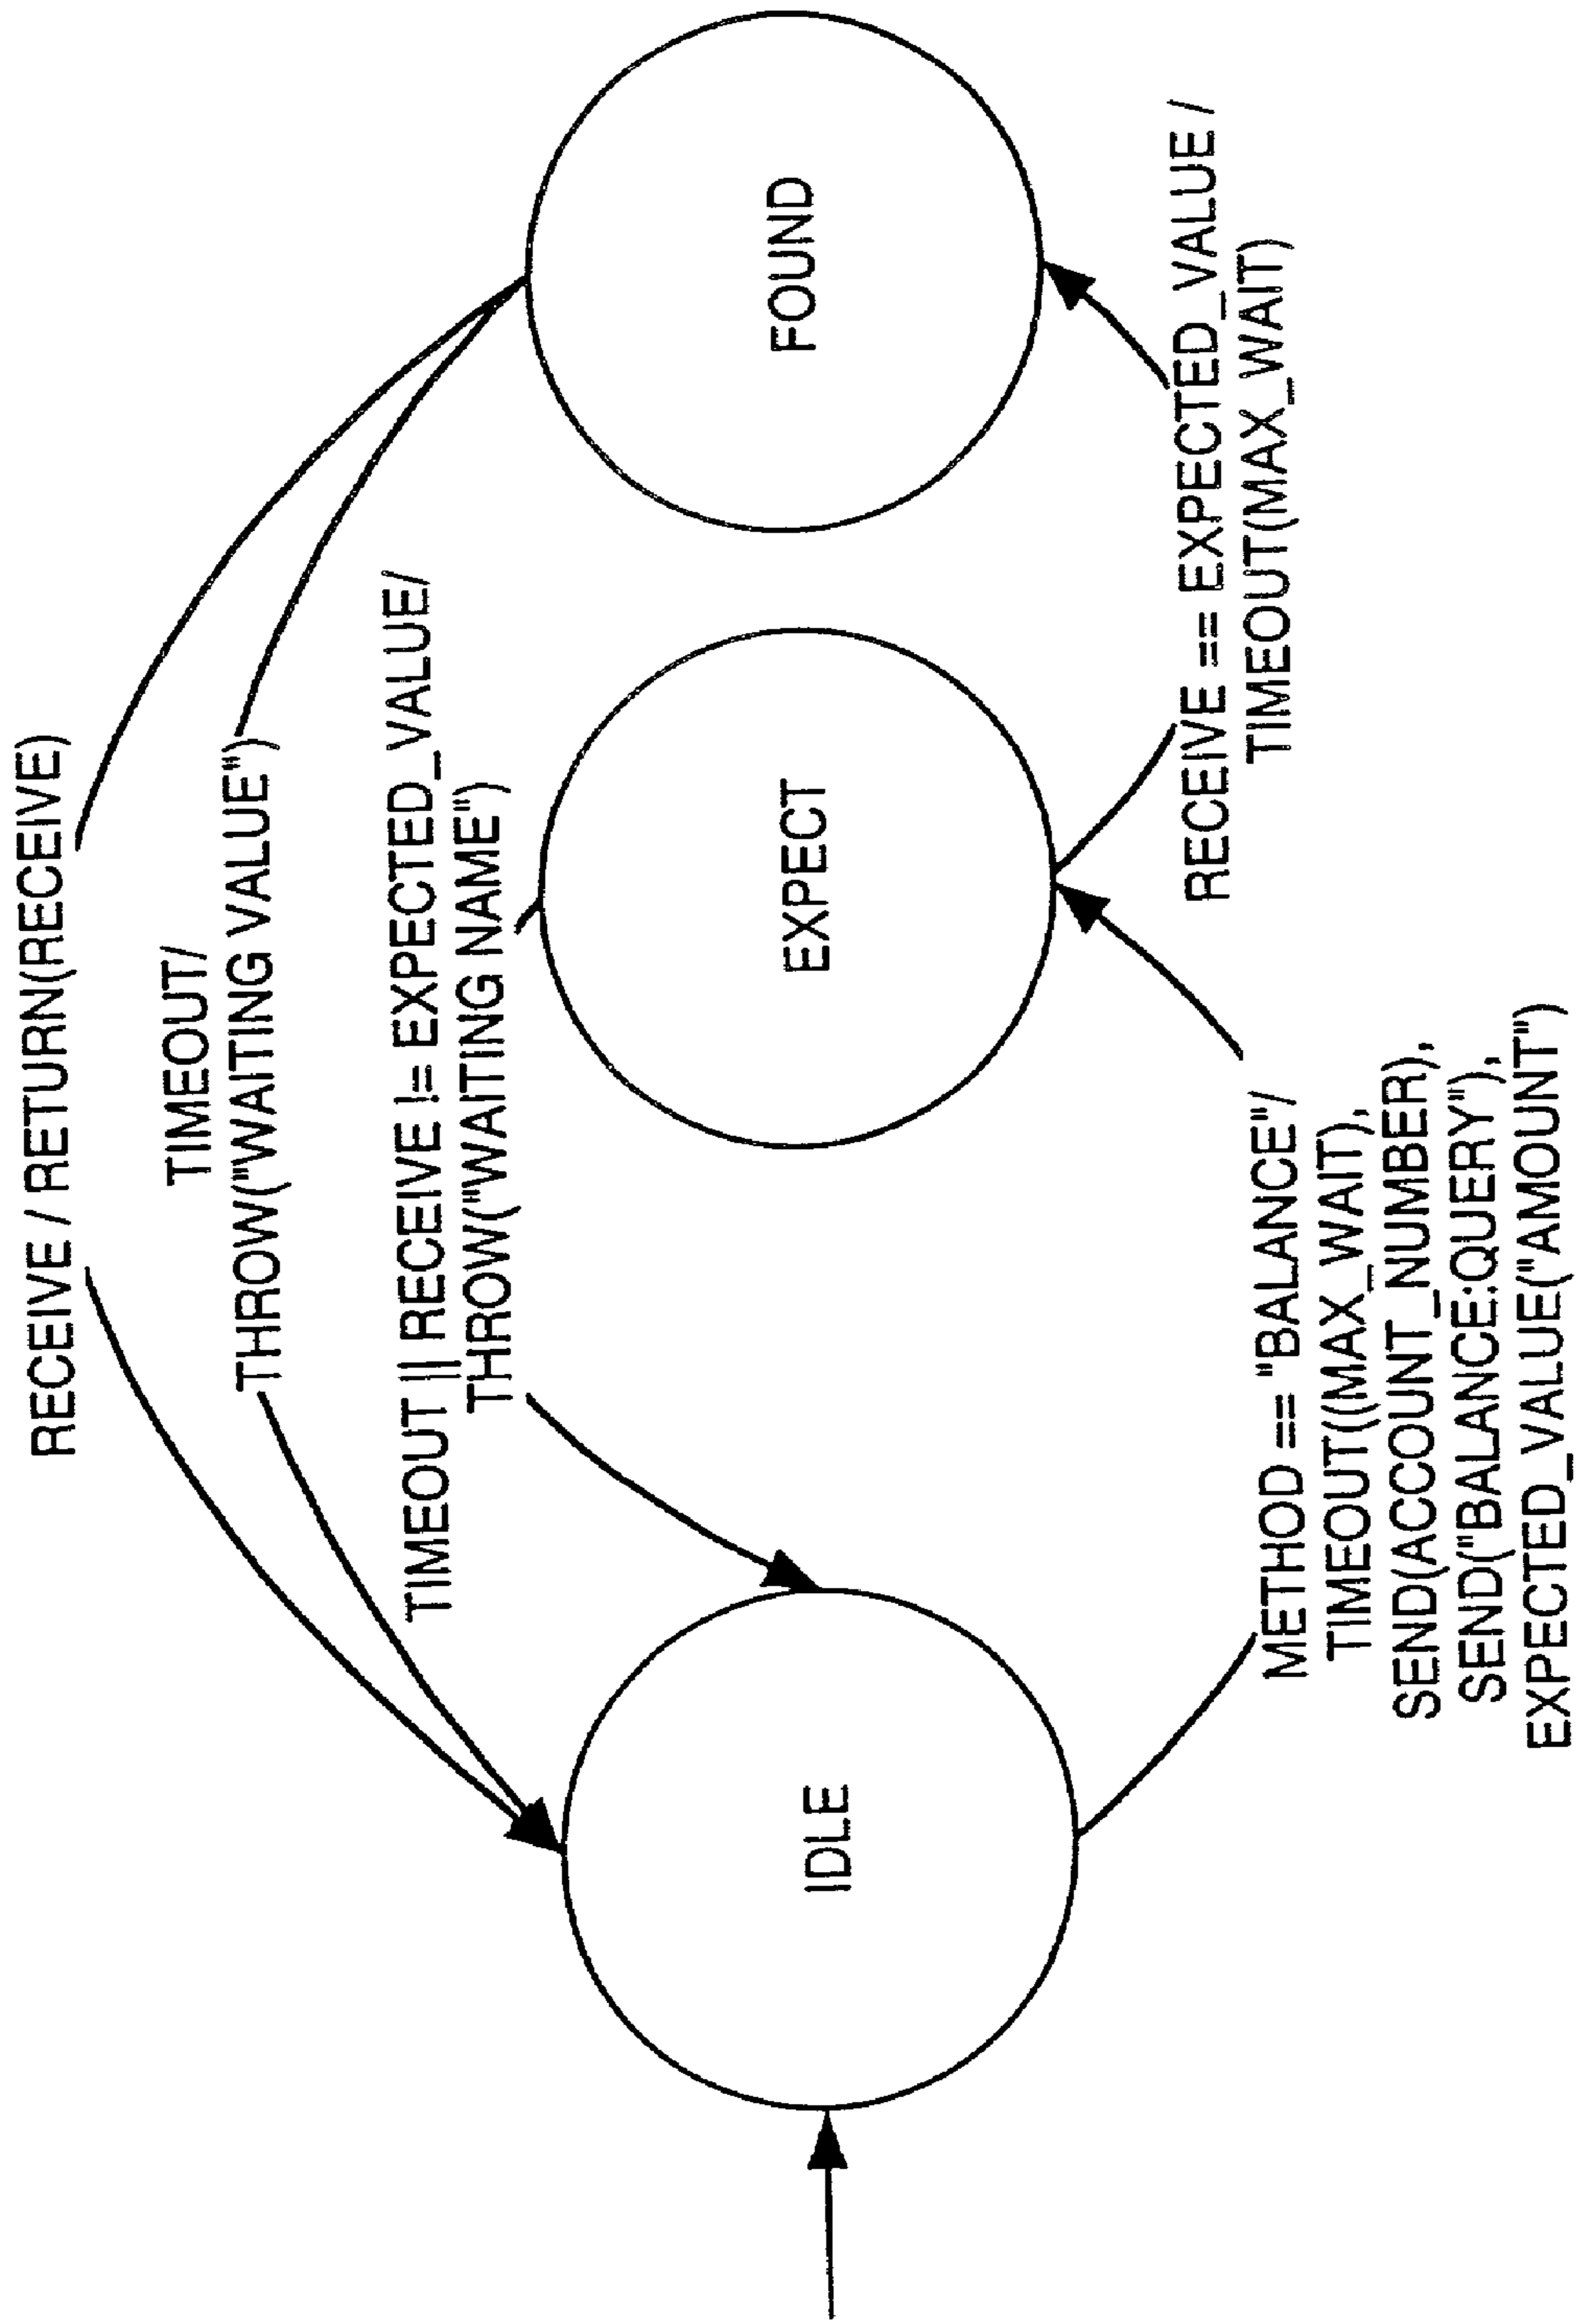 RECEIVE / RETURN(RECEIVE)
TIMEOUT/
THROW("WAITING VALUE")
TIMEOUT || RECEIVE != EXPECTED_VALUE/
THROW("WAITING NAME")
IDLE
EXPECT
FOUND
METHOD == "BALANCE"/
TIMEOUT((MAX_WAIT),
SEND(ACCOUNT_NUMBER),
SEND("BALANCE:QUERY"),
EXPECTED_VALUE("AMOUNT")
RECEIVE == EXPECTED_VALUE /
TIMEOUT(MAX_WAIT)